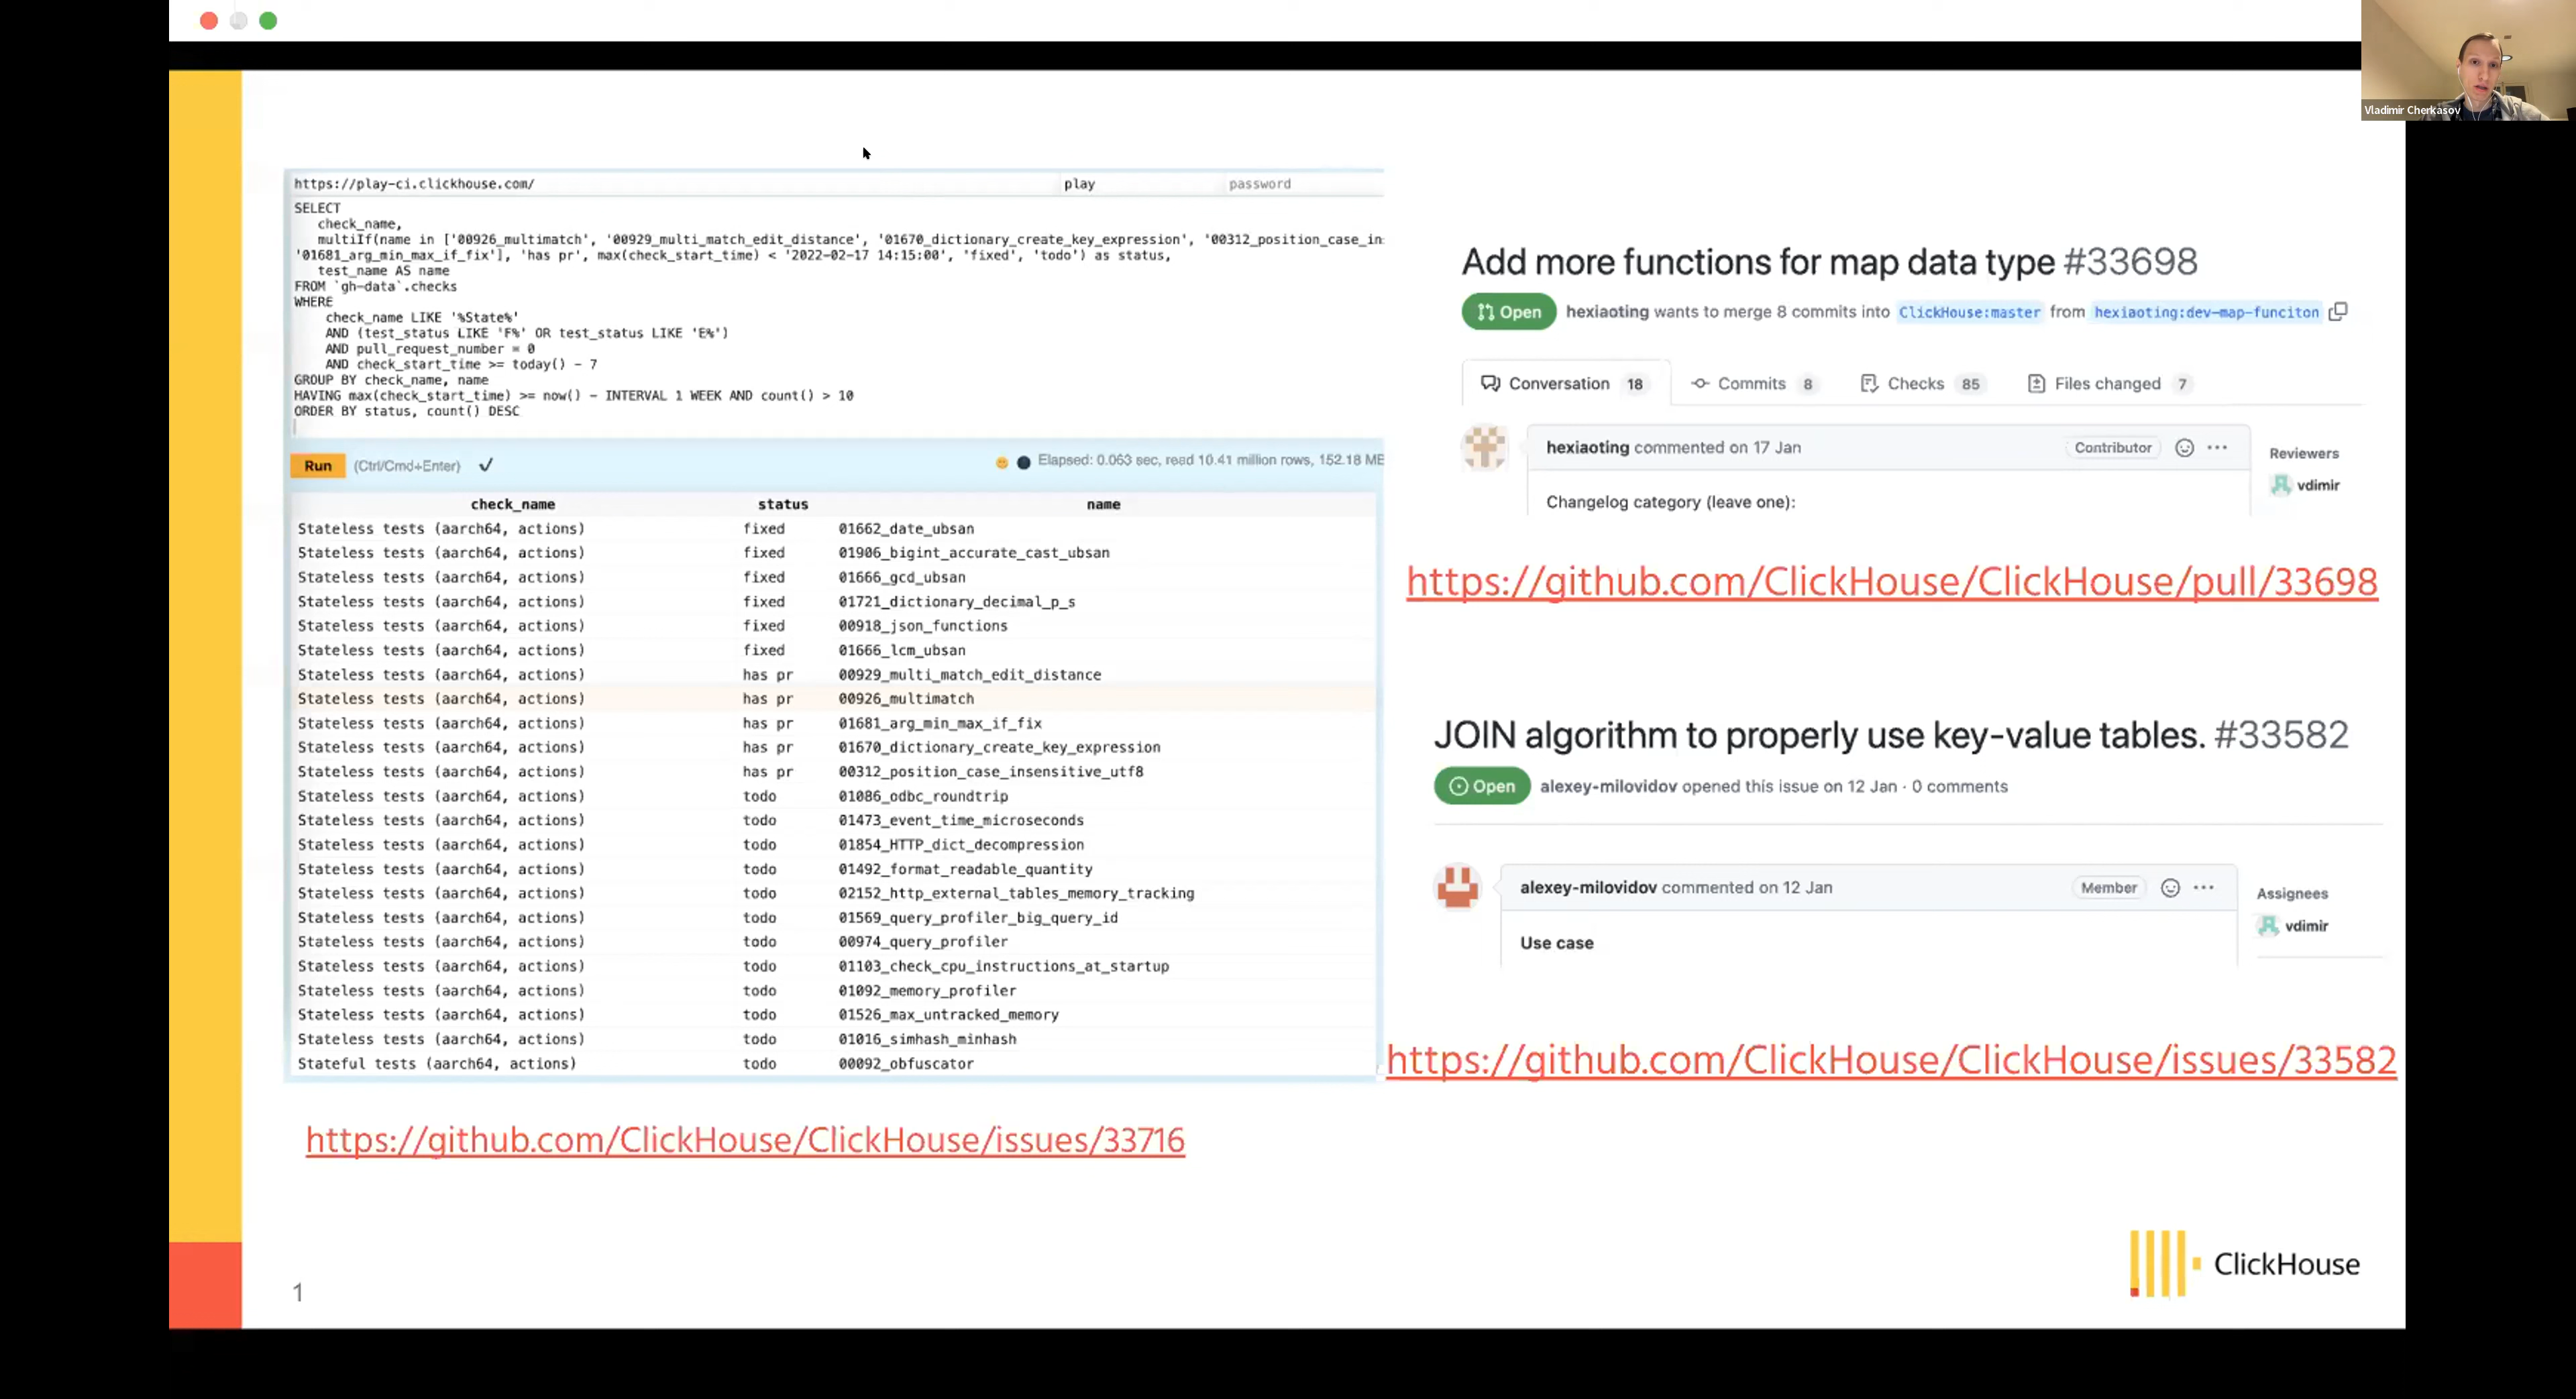 Vladimir Cherkasov
https://play-ci.clickhouse.com/ play password
SELECT
check_name,
multiIf(name in ['00926_multimatch', '00929_multi_match_edit_distance', '01670_dictionary_create_key_expression', '00312_position_case_in
'01681_arg_min_max_if_fix'], 'has pr', max(check_start_time) < '2022-02-17 14:15:00', 'fixed', 'todo') as status,
test_name AS name
FROM `gh-data`.checks
WHERE
check_name LIKE '%State%'
AND (test_status LIKE 'F%' OR test_status LIKE 'E%')
AND pull_request_number = 0
AND check_start_time >= today() - 7
GROUP BY check_name, name
HAVING max(check_start_time) >= now() - INTERVAL 1 WEEK AND count() > 10
ORDER BY status, count() DESC
Run (Ctrl/Cmd+Enter) ✓ Elapsed: 0.063 sec, read 10.41 million rows, 152.18 MB
check_name status name
Stateless tests (aarch64, actions) fixed 01662_date_ubsan
Stateless tests (aarch64, actions) fixed 01906_bigint_accurate_cast_ubsan
Stateless tests (aarch64, actions) fixed 01666_gcd_ubsan
Stateless tests (aarch64, actions) fixed 01721_dictionary_decimal_p_s
Stateless tests (aarch64, actions) fixed 00918_json_functions
Stateless tests (aarch64, actions) fixed 01666_lcm_ubsan
Stateless tests (aarch64, actions) has pr 00929_multi_match_edit_distance
Stateless tests (aarch64, actions) has pr 00926_multimatch
Stateless tests (aarch64, actions) has pr 01681_arg_min_max_if_fix
Stateless tests (aarch64, actions) has pr 01670_dictionary_create_key_expression
Stateless tests (aarch64, actions) has pr 00312_position_case_insensitive_utf8
Stateless tests (aarch64, actions) todo 01086_odbc_roundtrip
Stateless tests (aarch64, actions) todo 01473_event_time_microseconds
Stateless tests (aarch64, actions) todo 01854_HTTP_dict_decompression
Stateless tests (aarch64, actions) todo 01492_format_readable_quantity
Stateless tests (aarch64, actions) todo 02152_http_external_tables_memory_tracking
Stateless tests (aarch64, actions) todo 01569_query_profiler_big_query_id
Stateless tests (aarch64, actions) todo 00974_query_profiler
Stateless tests (aarch64, actions) todo 01103_check_cpu_instructions_at_startup
Stateless tests (aarch64, actions) todo 01092_memory_profiler
Stateless tests (aarch64, actions) todo 01526_max_untracked_memory
Stateless tests (aarch64, actions) todo 01016_simhash_minhash
Stateful tests (aarch64, actions) todo 00092_obfuscator
https://github.com/ClickHouse/ClickHouse/issues/33716
Add more functions for map data type #33698
Open hexiaoting wants to merge 8 commits into ClickHouse:master from hexiaoting:dev-map-funciton
Conversation 18 Commits 8 Checks 85 Files changed 7
hexiaoting commented on 17 Jan Contributor
Reviewers
vdimir
Changelog category (leave one):
https://github.com/ClickHouse/ClickHouse/pull/33698
JOIN algorithm to properly use key-value tables. #33582
Open alexey-milovidov opened this issue on 12 Jan · 0 comments
alexey-milovidov commented on 12 Jan Member
Assignees
vdimir
Use case
https://github.com/ClickHouse/ClickHouse/issues/33582
1
ClickHouse